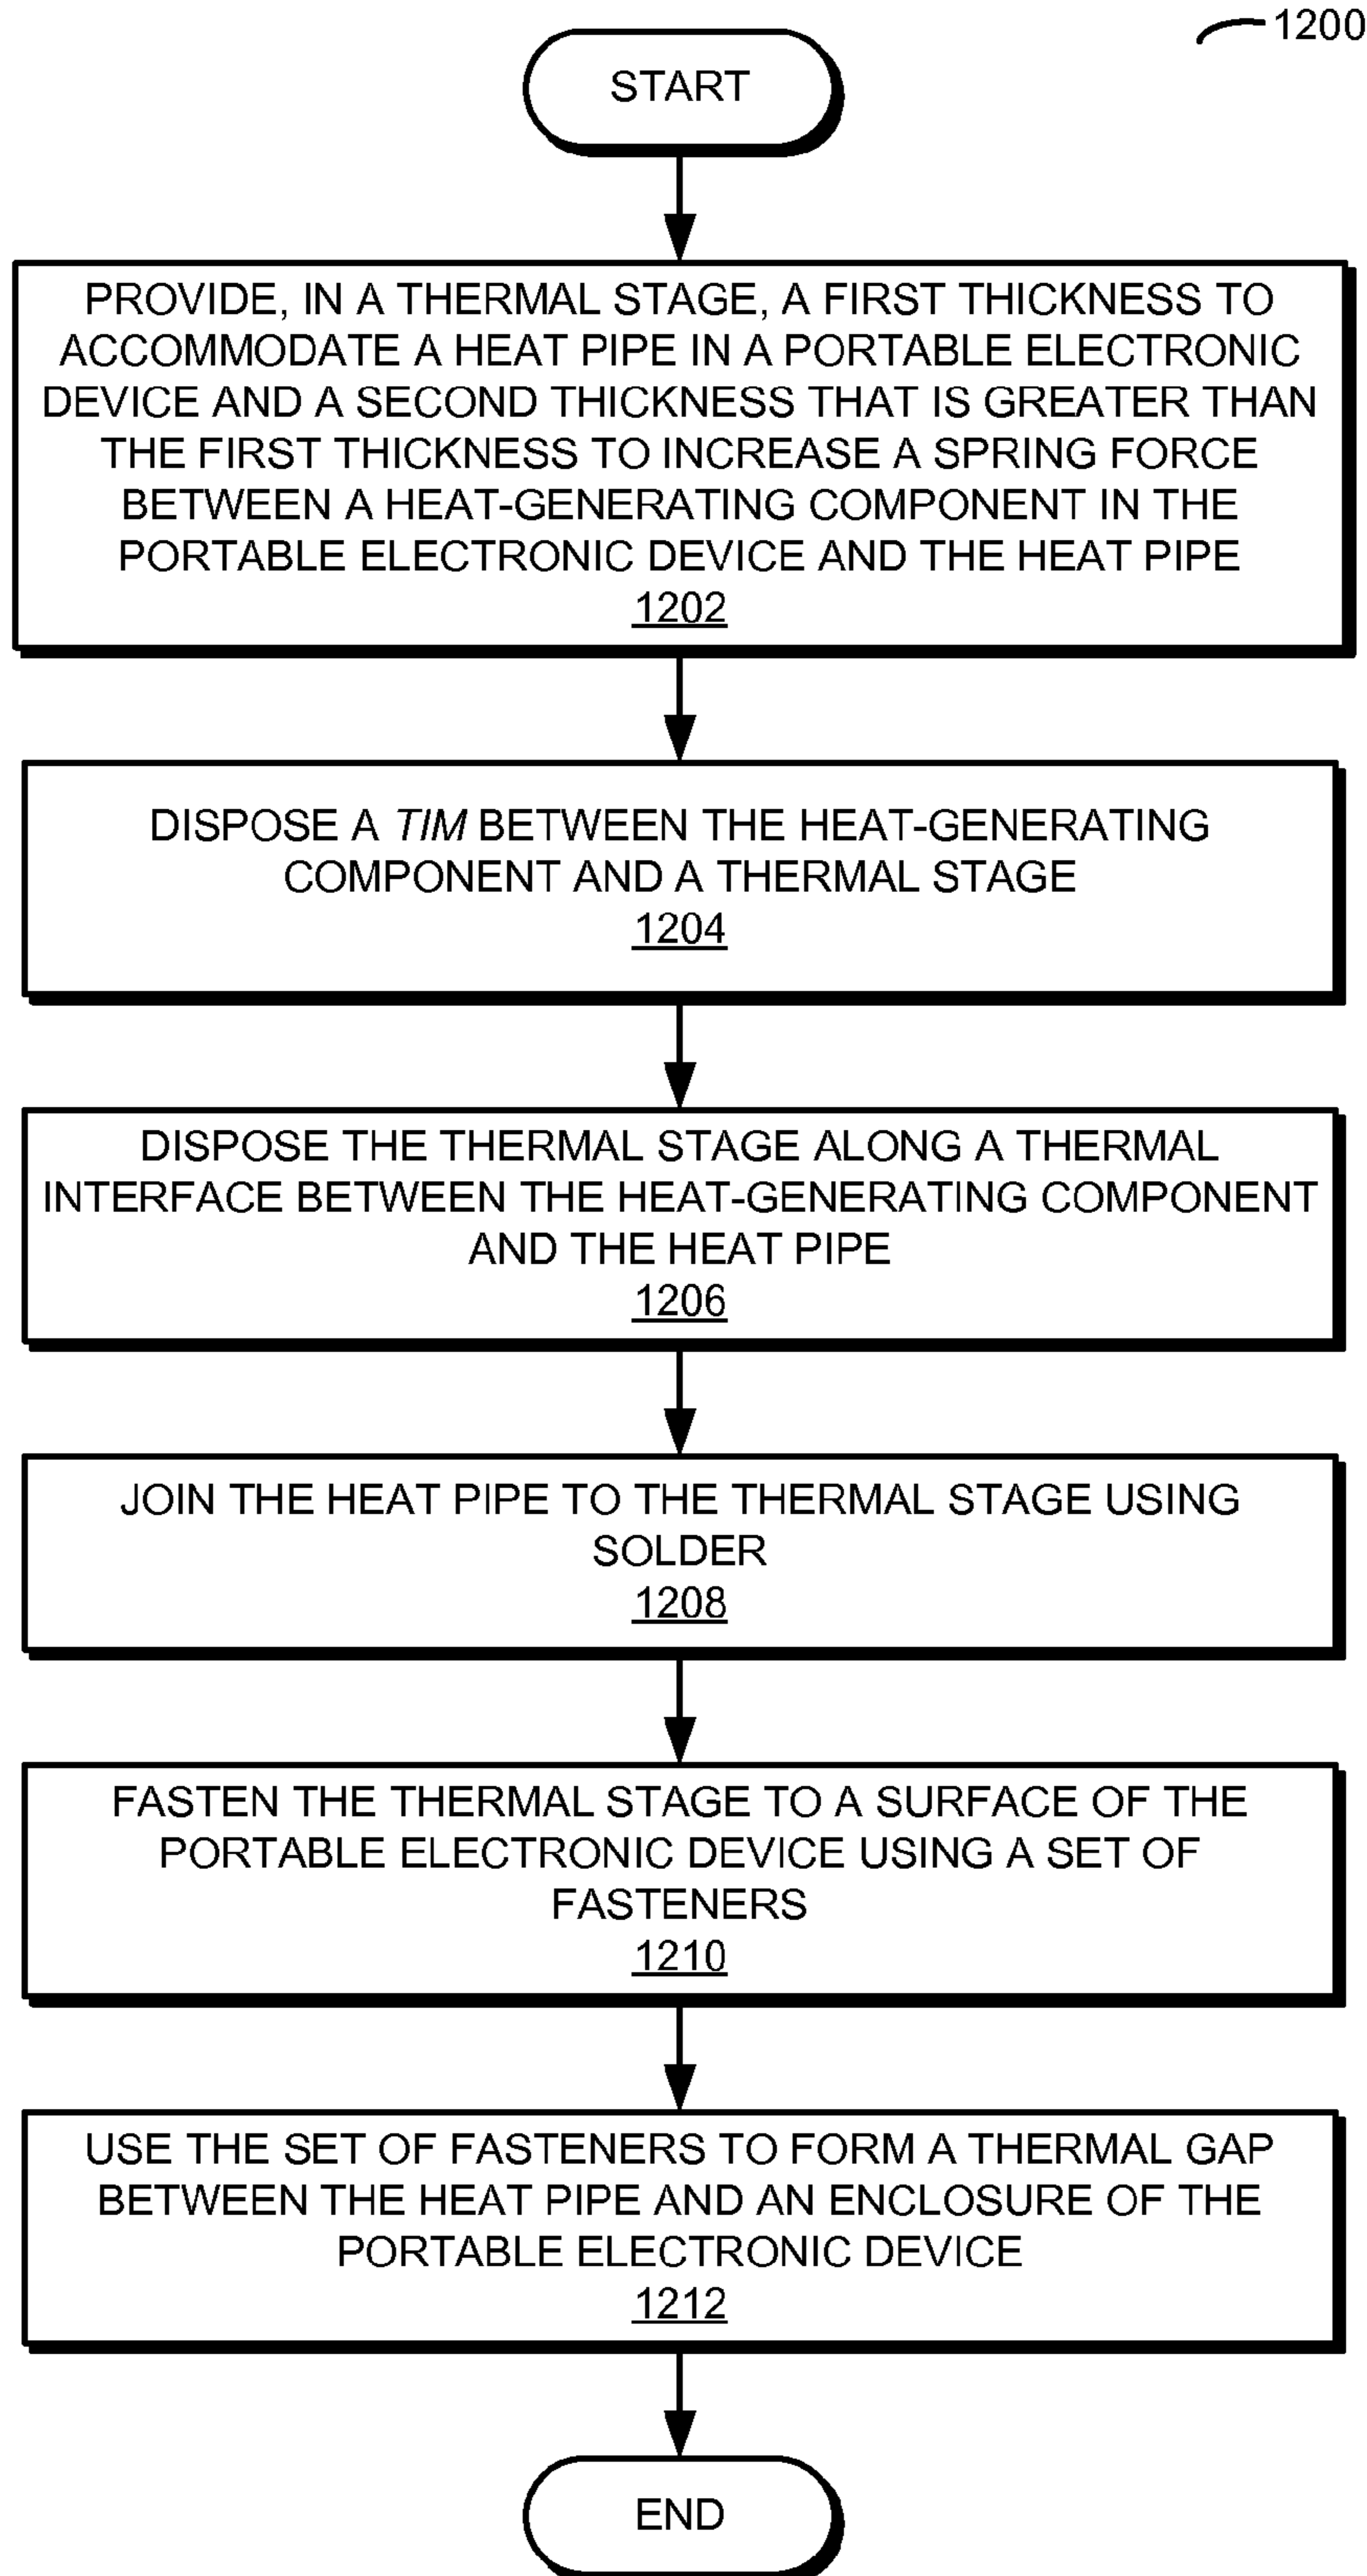 1200
START
PROVIDE, IN A THERMAL STAGE, A FIRST THICKNESS TO
ACCOMMODATE A HEAT PIPE IN A PORTABLE ELECTRONIC
DEVICE AND A SECOND THICKNESS THAT IS GREATER THAN
THE FIRST THICKNESS TO INCREASE A SPRING FORCE
BETWEEN A HEAT-GENERATING COMPONENT IN THE
PORTABLE ELECTRONIC DEVICE AND THE HEAT PIPE
1202
DISPOSE A TIM BETWEEN THE HEAT-GENERATING
COMPONENT AND A THERMAL STAGE
1204
DISPOSE THE THERMAL STAGE ALONG A THERMAL
INTERFACE BETWEEN THE HEAT-GENERATING COMPONENT
AND THE HEAT PIPE
1206
JOIN THE HEAT PIPE TO THE THERMAL STAGE USING
SOLDER
1208
FASTEN THE THERMAL STAGE TO A SURFACE OF THE
PORTABLE ELECTRONIC DEVICE USING A SET OF
FASTENERS
1210
USE THE SET OF FASTENERS TO FORM A THERMAL GAP
BETWEEN THE HEAT PIPE AND AN ENCLOSURE OF THE
PORTABLE ELECTRONIC DEVICE
1212
END